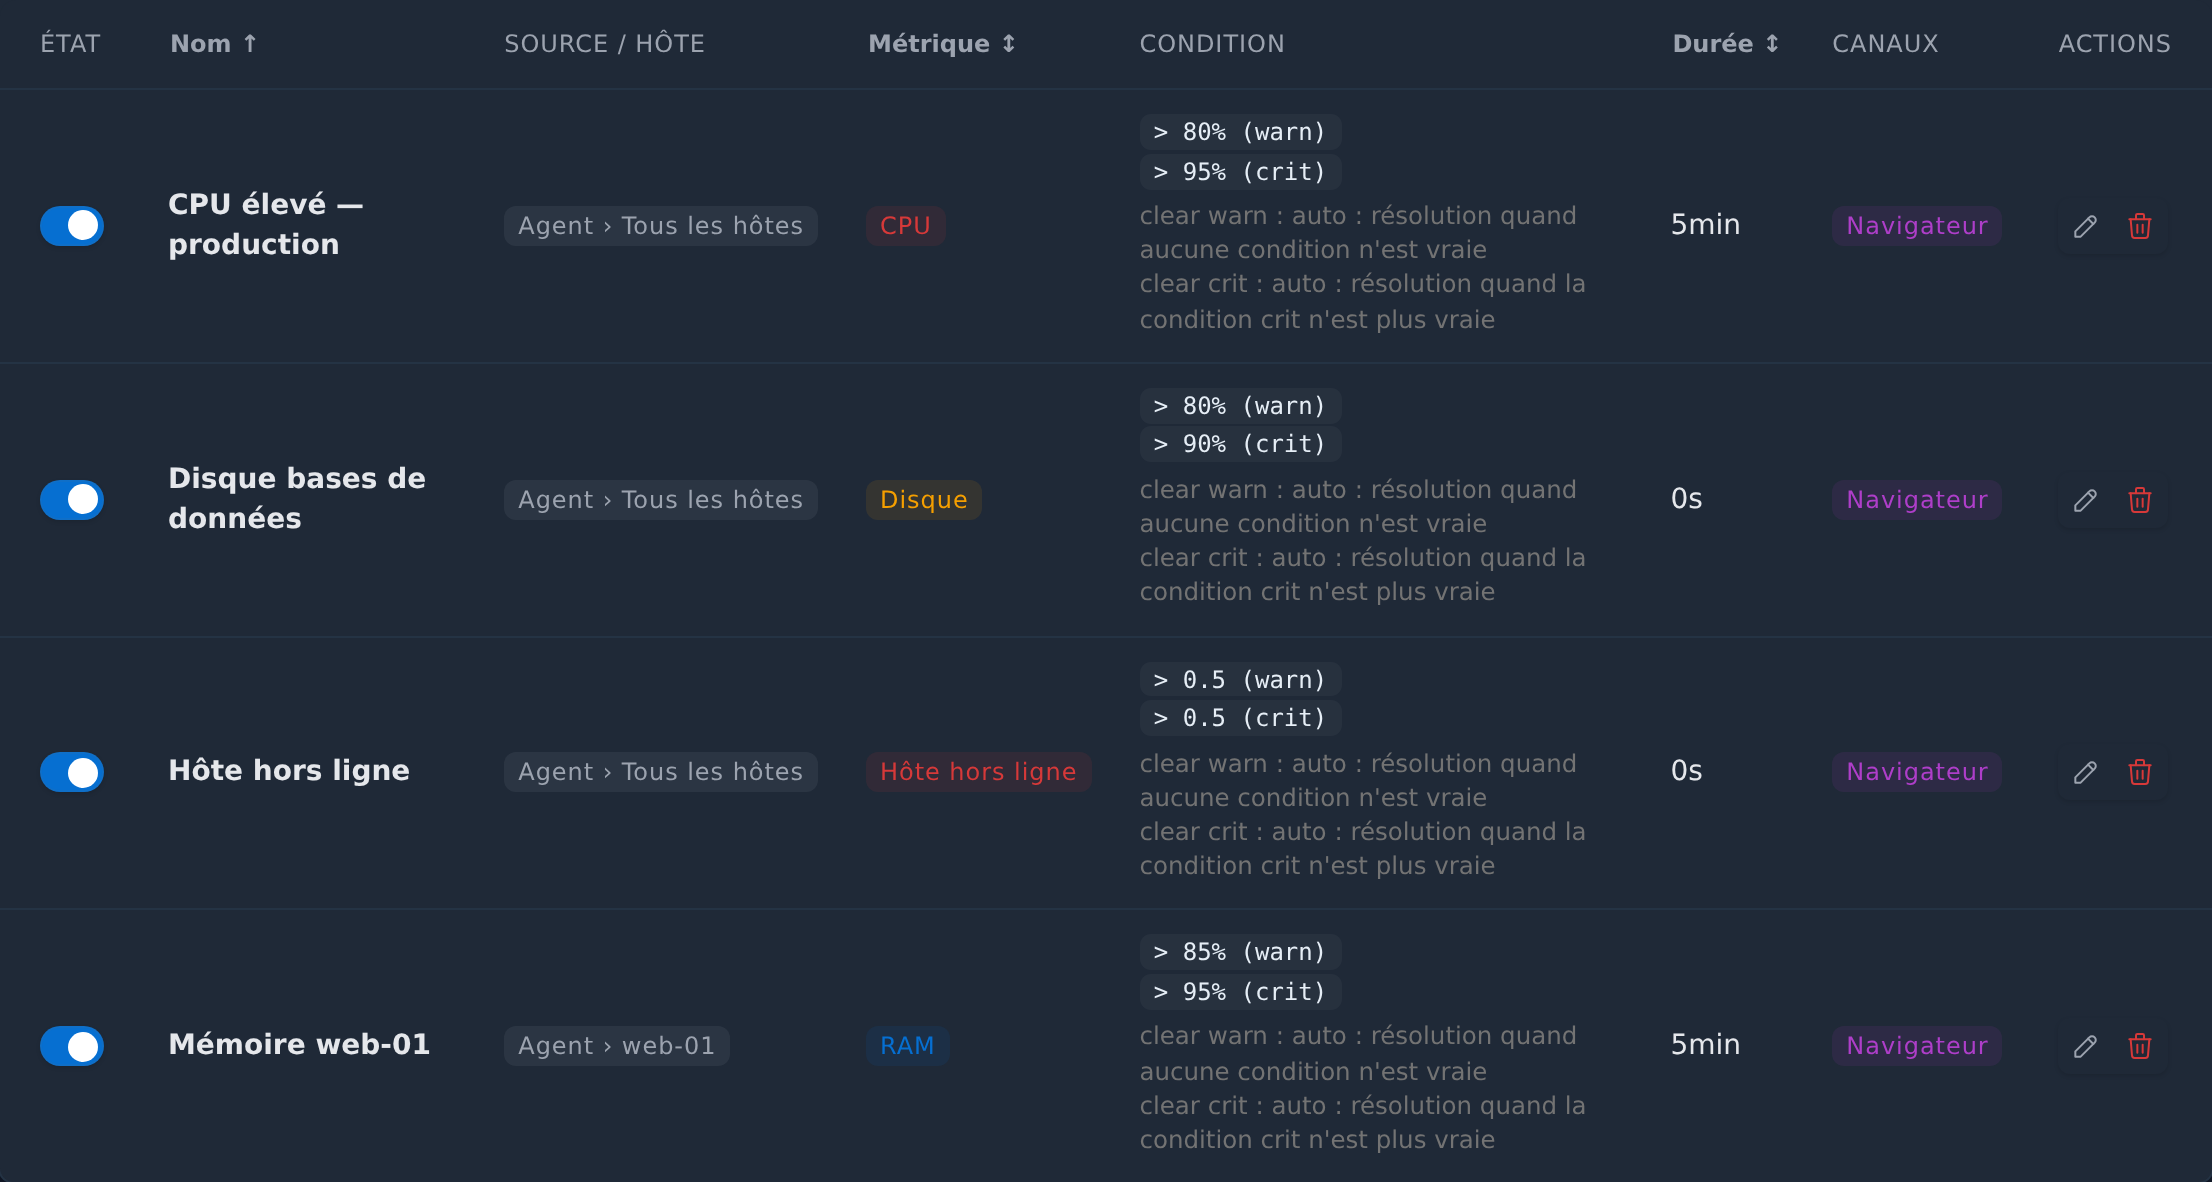 ÉTAT Nom ↑ SOURCE / HÔTE Métrique ↕ CONDITION Durée ↕ CANAUX ACTIONS
CPU élevé —
production
Agent › Tous les hôtes
CPU
> 80% (warn)
> 95% (crit)
clear warn : auto : résolution quand
aucune condition n'est vraie
clear crit : auto : résolution quand la
condition crit n'est plus vraie
5min
Navigateur
Disque bases de
données
Agent › Tous les hôtes
Disque
> 80% (warn)
> 90% (crit)
clear warn : auto : résolution quand
aucune condition n'est vraie
clear crit : auto : résolution quand la
condition crit n'est plus vraie
0s
Navigateur
Hôte hors ligne
Agent › Tous les hôtes
Hôte hors ligne
> 0.5 (warn)
> 0.5 (crit)
clear warn : auto : résolution quand
aucune condition n'est vraie
clear crit : auto : résolution quand la
condition crit n'est plus vraie
0s
Navigateur
Mémoire web-01
Agent › web-01
RAM
> 85% (warn)
> 95% (crit)
clear warn : auto : résolution quand
aucune condition n'est vraie
clear crit : auto : résolution quand la
condition crit n'est plus vraie
5min
Navigateur